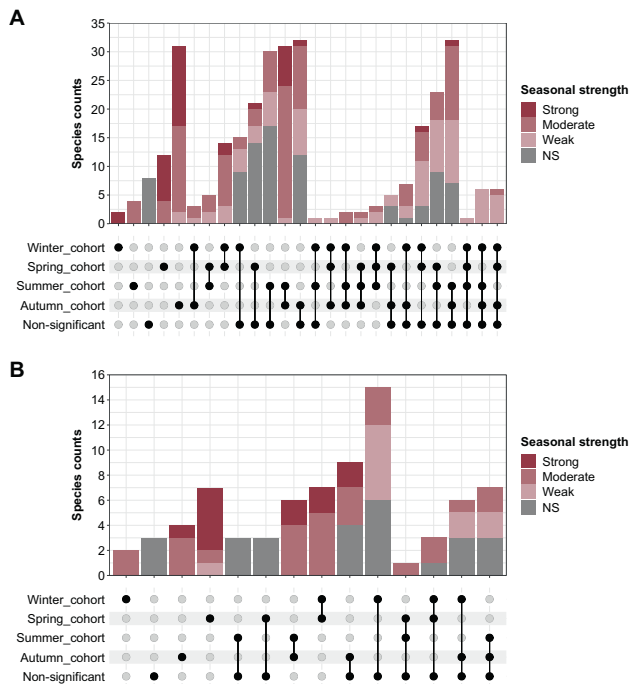 A
Species counts
35
30
25
20
15
10
5
0
Seasonal strength
Strong
Moderate
Weak
NS
Winter_cohort
Spring_cohort
Summer_cohort
Autumn_cohort
Non-significant
B
Species counts
16
14
12
10
8
6
4
2
0
Seasonal strength
Strong
Moderate
Weak
NS
Winter_cohort
Spring_cohort
Summer_cohort
Autumn_cohort
Non-significant